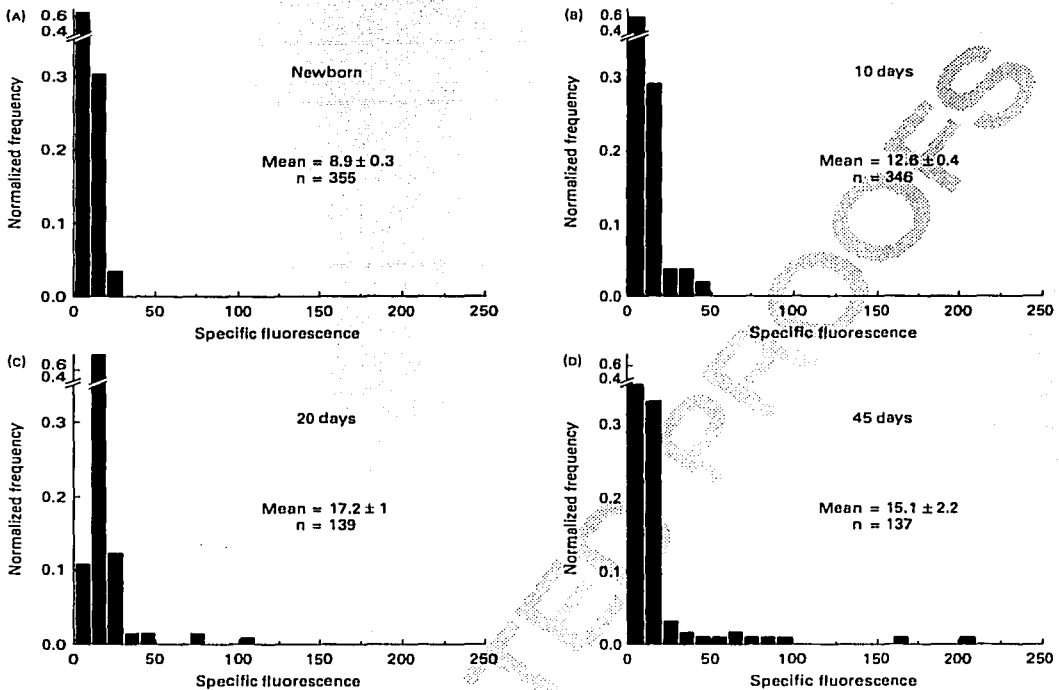 (A)
0.6
0.4
0.3
0.2
0.1
0.0
Normalized frequency
Newborn
Mean = 8.9 ± 0.3
n = 355
0 50 100 150 200 250
Specific fluorescence
(B)
0.6
0.4
0.3
0.2
0.1
0.0
Normalized frequency
10 days
Mean = 12.6 ± 0.4
n = 346
0 50 100 150 200 250
Specific fluorescence
(C)
0.6
0.4
0.3
0.2
0.1
0.0
Normalized frequency
20 days
Mean = 17.2 ± 1
n = 139
0 50 100 150 200 250
Specific fluorescence
(D)
0.6
0.4
0.3
0.2
0.1
0.0
Normalized frequency
45 days
Mean = 15.1 ± 2.2
n = 137
0 50 100 150 200 250
Specific fluorescence
TED PROOFS